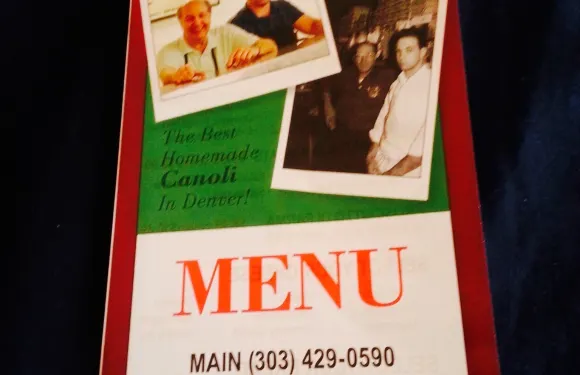 The Best
Homemade
Canoli
In Denver!
MENU
MAIN (303) 429-0590